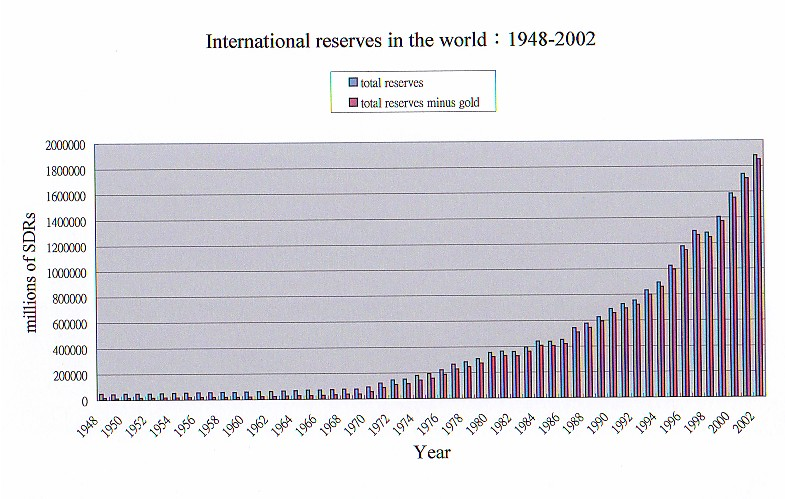 International reserves in the world：1948-2002
total reserves
total reserves minus gold
millions of SDRs
2000000
1800000
1600000
1400000
1200000
1000000
800000
600000
400000
200000
0
1948 1950 1952 1954 1956 1958 1960 1962 1964 1966 1968 1970 1972 1974 1976 1978 1980 1982 1984 1986 1988 1990 1992 1994 1996 1998 2000 2002
Year